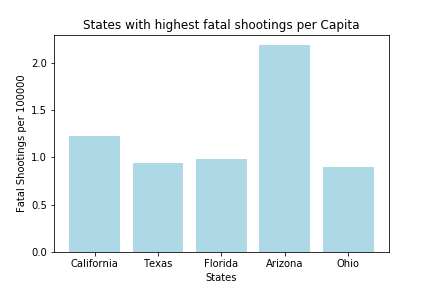 States with highest fatal shootings per Capita
Fatal Shootings per 100000
2.0
1.5
1.0
0.5
0.0
California Texas Florida Arizona Ohio
States